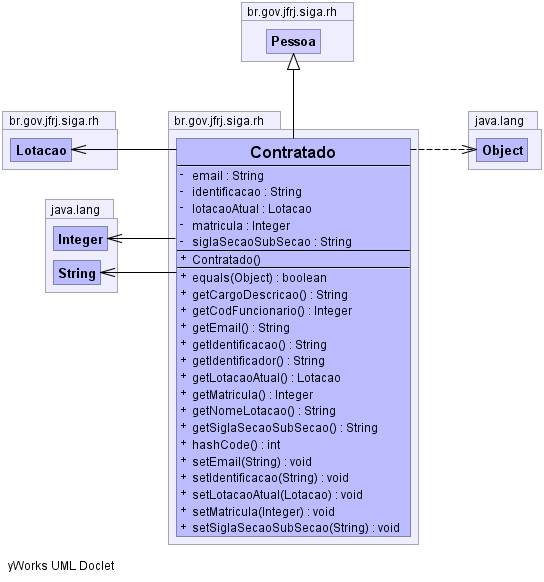 br.gov.jfrj.siga.rh
Pessoa
br.gov.jfrj.siga.rh
Lotacao
br.gov.jfrj.siga.rh
java.lang
Object
Contratado
- email : String
- identificacao : String
- lotacaoAtual : Lotacao
- matricula : Integer
- siglaSecaoSubSecao : String
java.lang
Integer
String
+ Contratado()
+ equals(Object) : boolean
+ getCargoDescricao() : String
+ getCodFuncionario() : Integer
+ getEmail() : String
+ getIdentificacao() : String
+ getIdentificador() : String
+ getLotacaoAtual() : Lotacao
+ getMatricula() : Integer
+ getNomeLotacao() : String
+ getSiglaSecaoSubSecao() : String
+ hashCode() : int
+ setEmail(String) : void
+ setIdentificacao(String) : void
+ setLotacaoAtual(Lotacao) : void
+ setMatricula(Integer) : void
+ setSiglaSecaoSubSecao(String) : void
yWorks UML Doclet